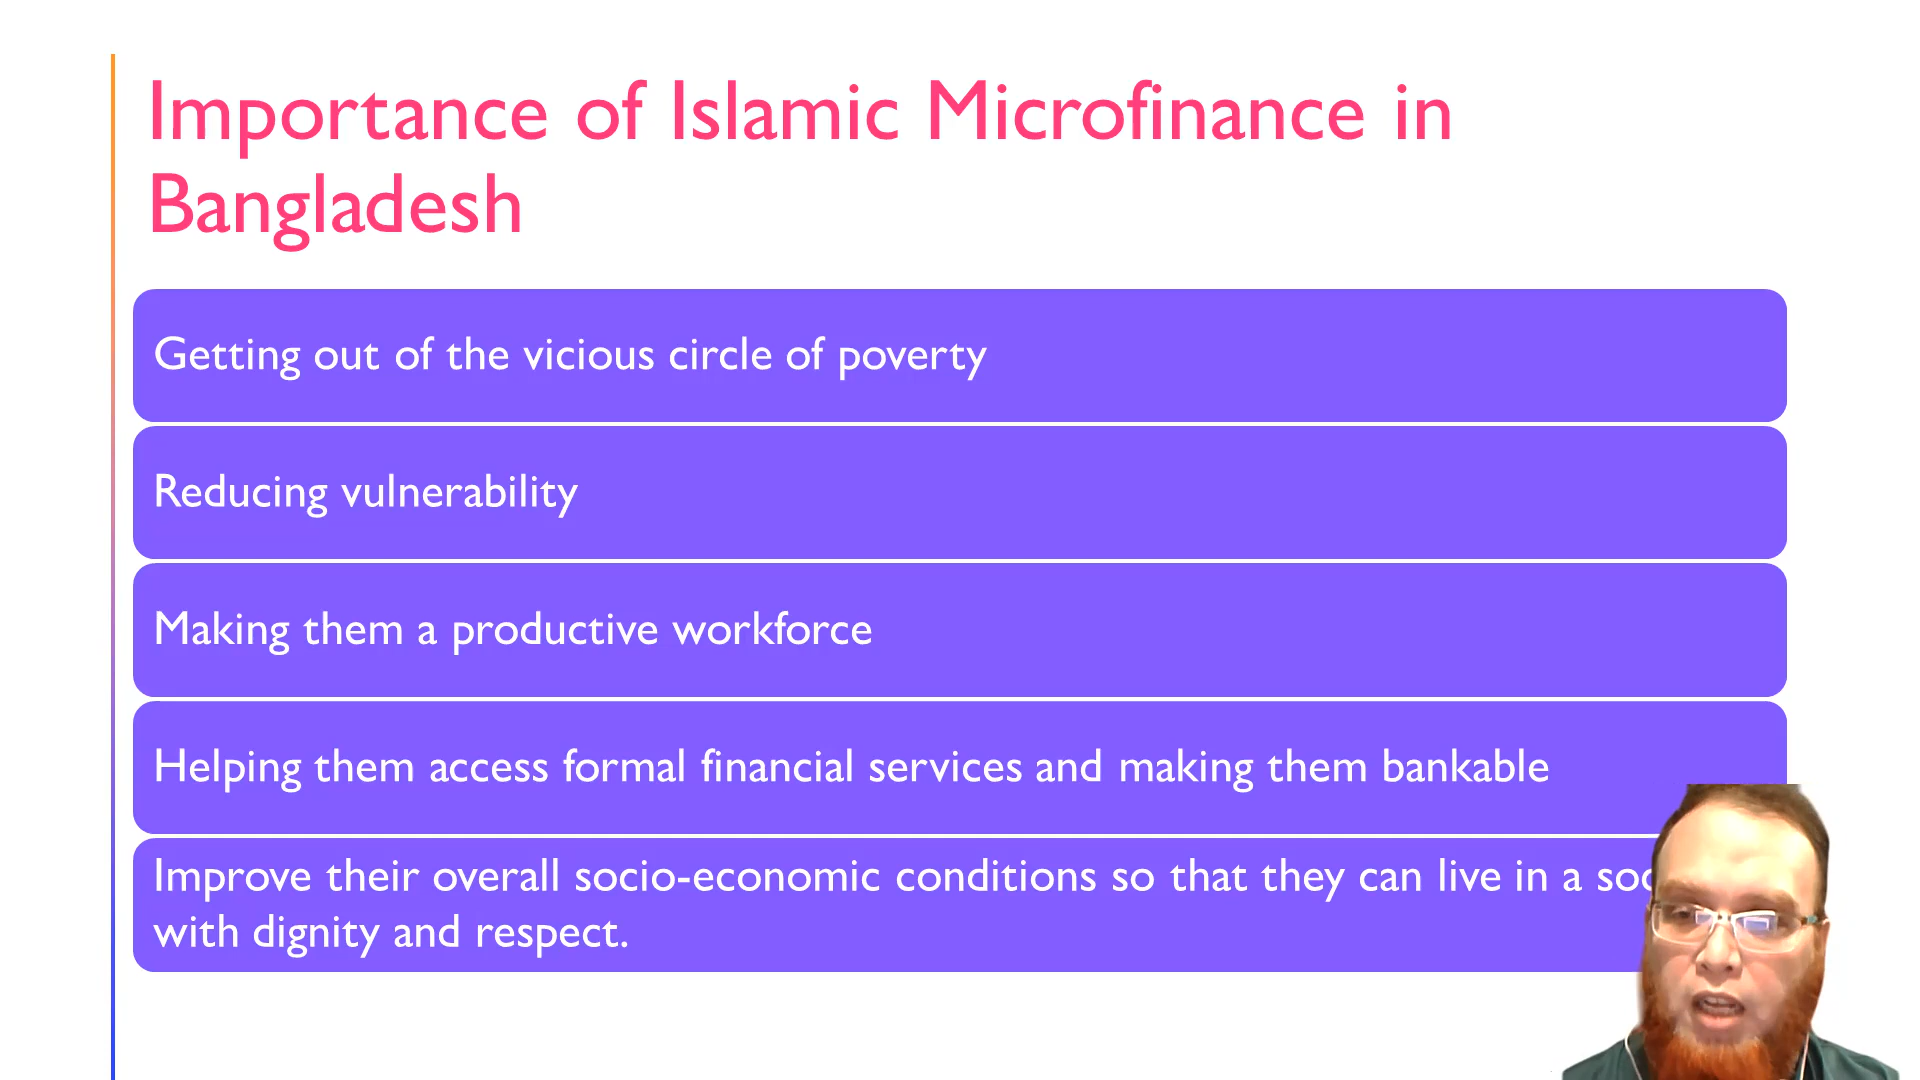 Importance of Islamic Microfinance in
Bangladesh
Getting out of the vicious circle of poverty
Reducing vulnerability
Making them a productive workforce
Helping them access formal financial services and making them bankable
Improve their overall socio-economic conditions so that they can live in a
with dignity and respect.